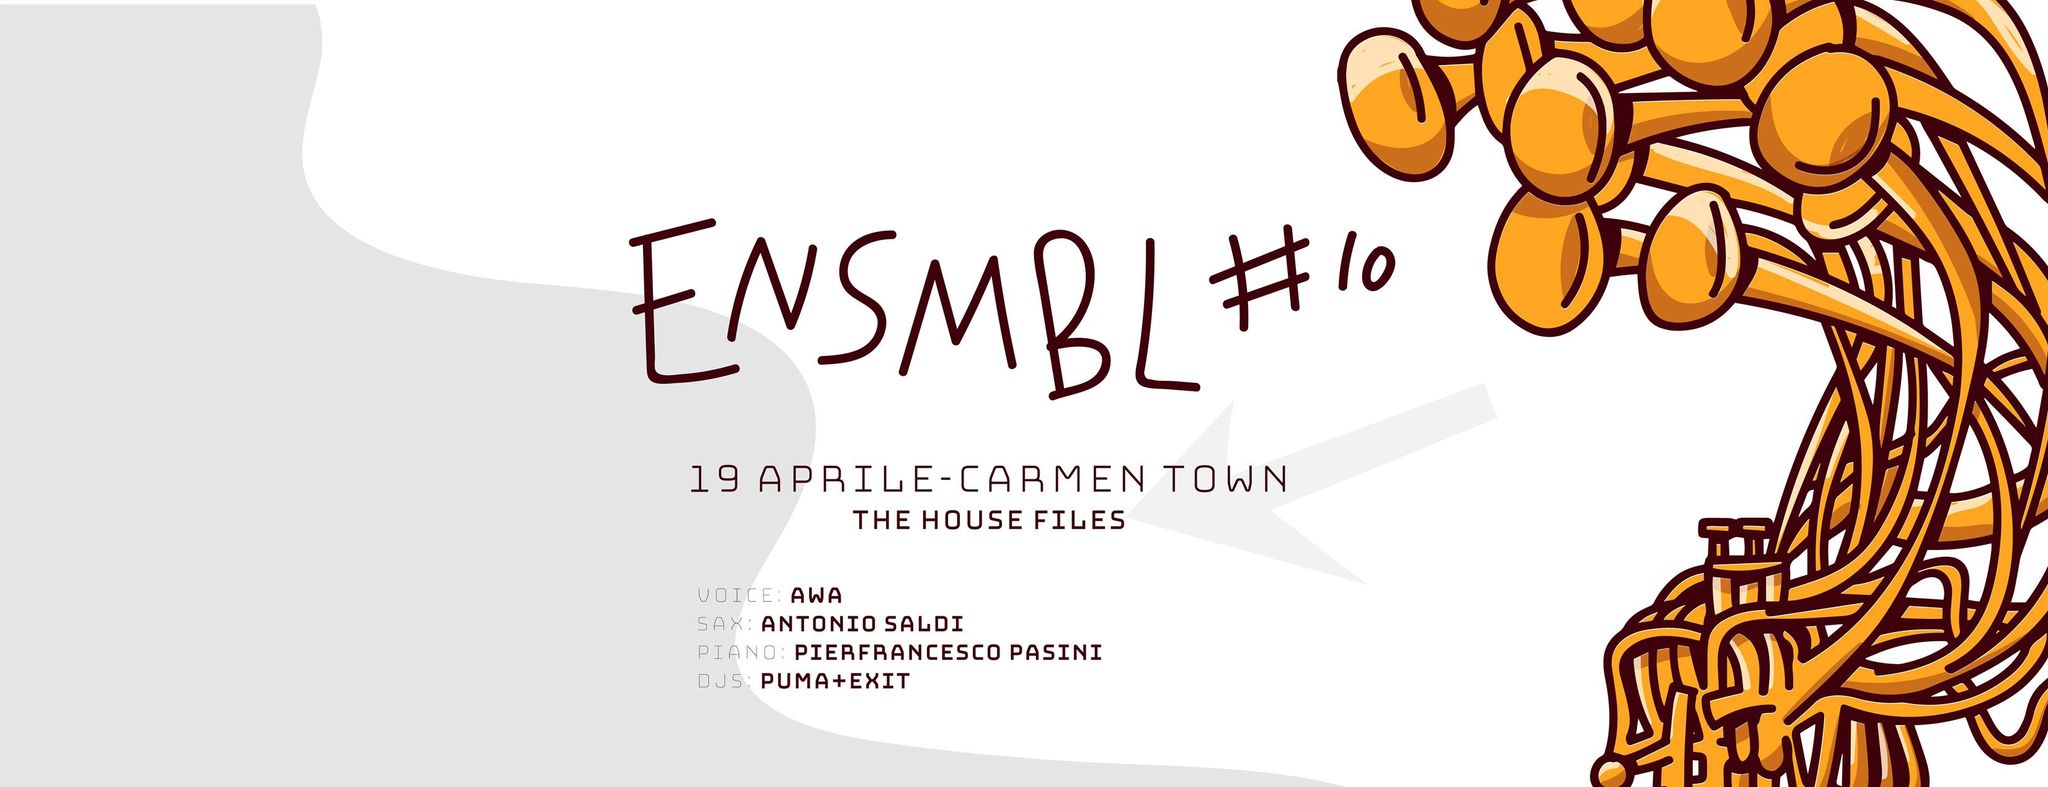 ENSMBL #10
19 APRILE-CARMEN TOWN
THE HOUSE FILES
VOICE: AWA
SAX: ANTONIO SALDI
PIANO: PIERFRANCESCO PASINI
DJS: PUMA+EXIT